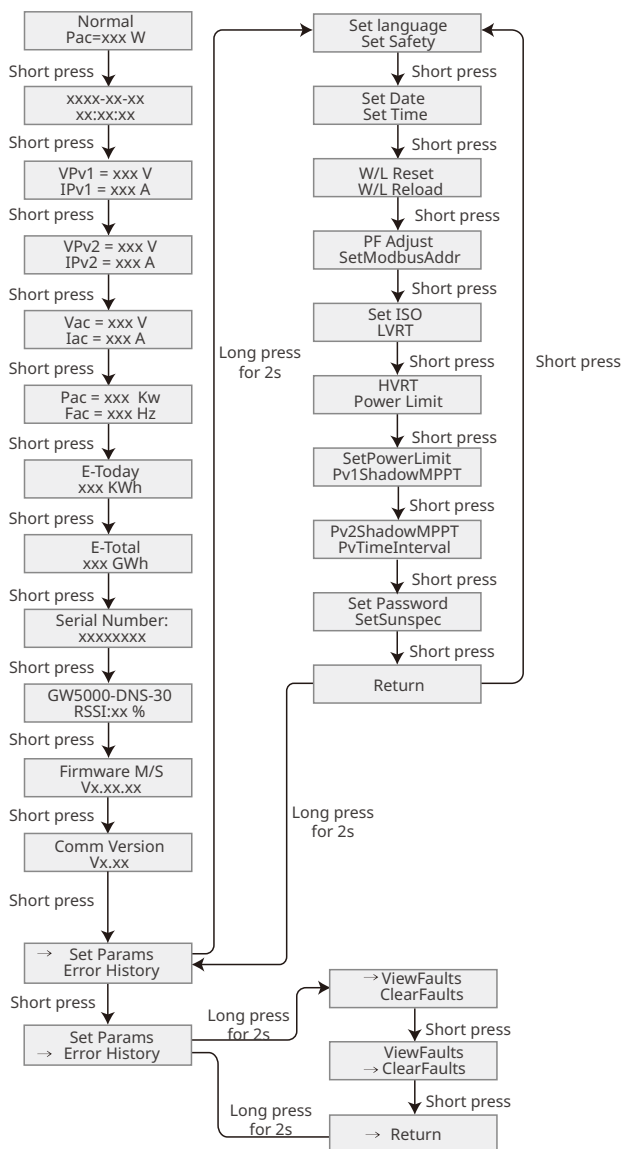 Normal
Pac=xxx W
Short press
xxxx-xx-xx
xx:xx:xx
Short press
VPv1 = xxx V
IPv1 = xxx A
Short press
VPv2 = xxx V
IPv2 = xxx A
Short press
Vac = xxx V
Iac = xxx A
Short press
Pac = xxx Kw
Fac = xxx Hz
Short press
E-Today
xxx KWh
Short press
E-Total
xxx GWh
Short press
Serial Number:
xxxxxxxx
Short press
GW5000-DNS-30
RSSI:xx %
Short press
Firmware M/S
Vx.xx.xx
Short press
Comm Version
Vx.xx
Short press
→ Set Params
Error History
Short press
Set Params
→ Error History
Long press
for 2s
Set language
Set Safety
Short press
Set Date
Set Time
Short press
W/L Reset
W/L Reload
Short press
PF Adjust
SetModbusAddr
Short press
Set ISO
LVRT
Short press
HVRT
Power Limit
Short press
SetPowerLimit
Pv1ShadowMPPT
Short press
Pv2ShadowMPPT
PvTimeInterval
Short press
Set Password
SetSunspec
Short press
Return
Short press
Long press
for 2s
Long press
for 2s
→ ViewFaults
ClearFaults
Short press
ViewFaults
→ ClearFaults
Short press
→ Return
Long press
for 2s